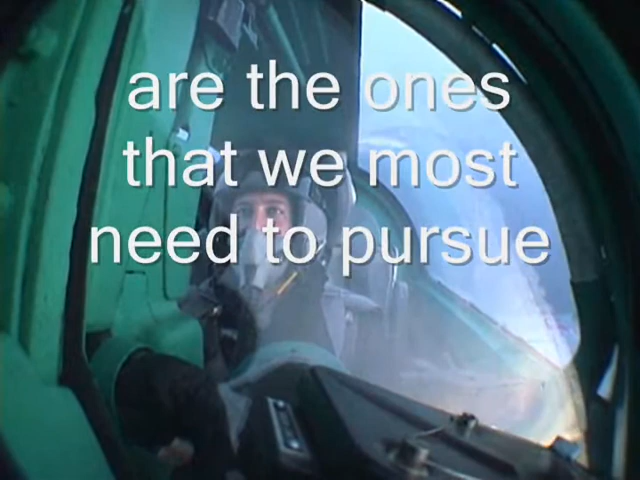 are the ones
that we most
need to pursue